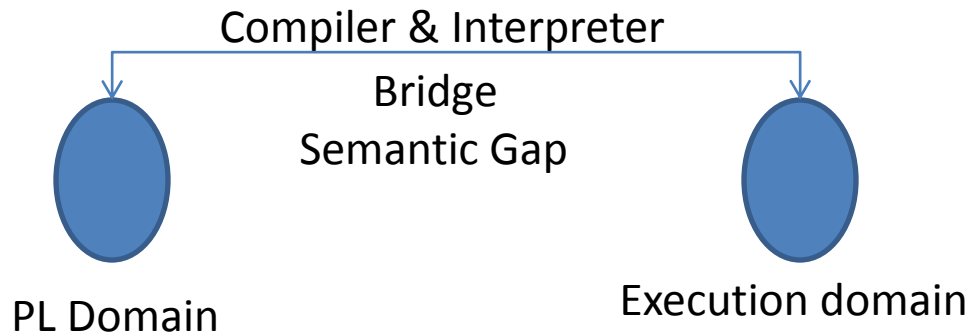 Compiler & Interpreter
Bridge
Semantic Gap
PL Domain
Execution domain